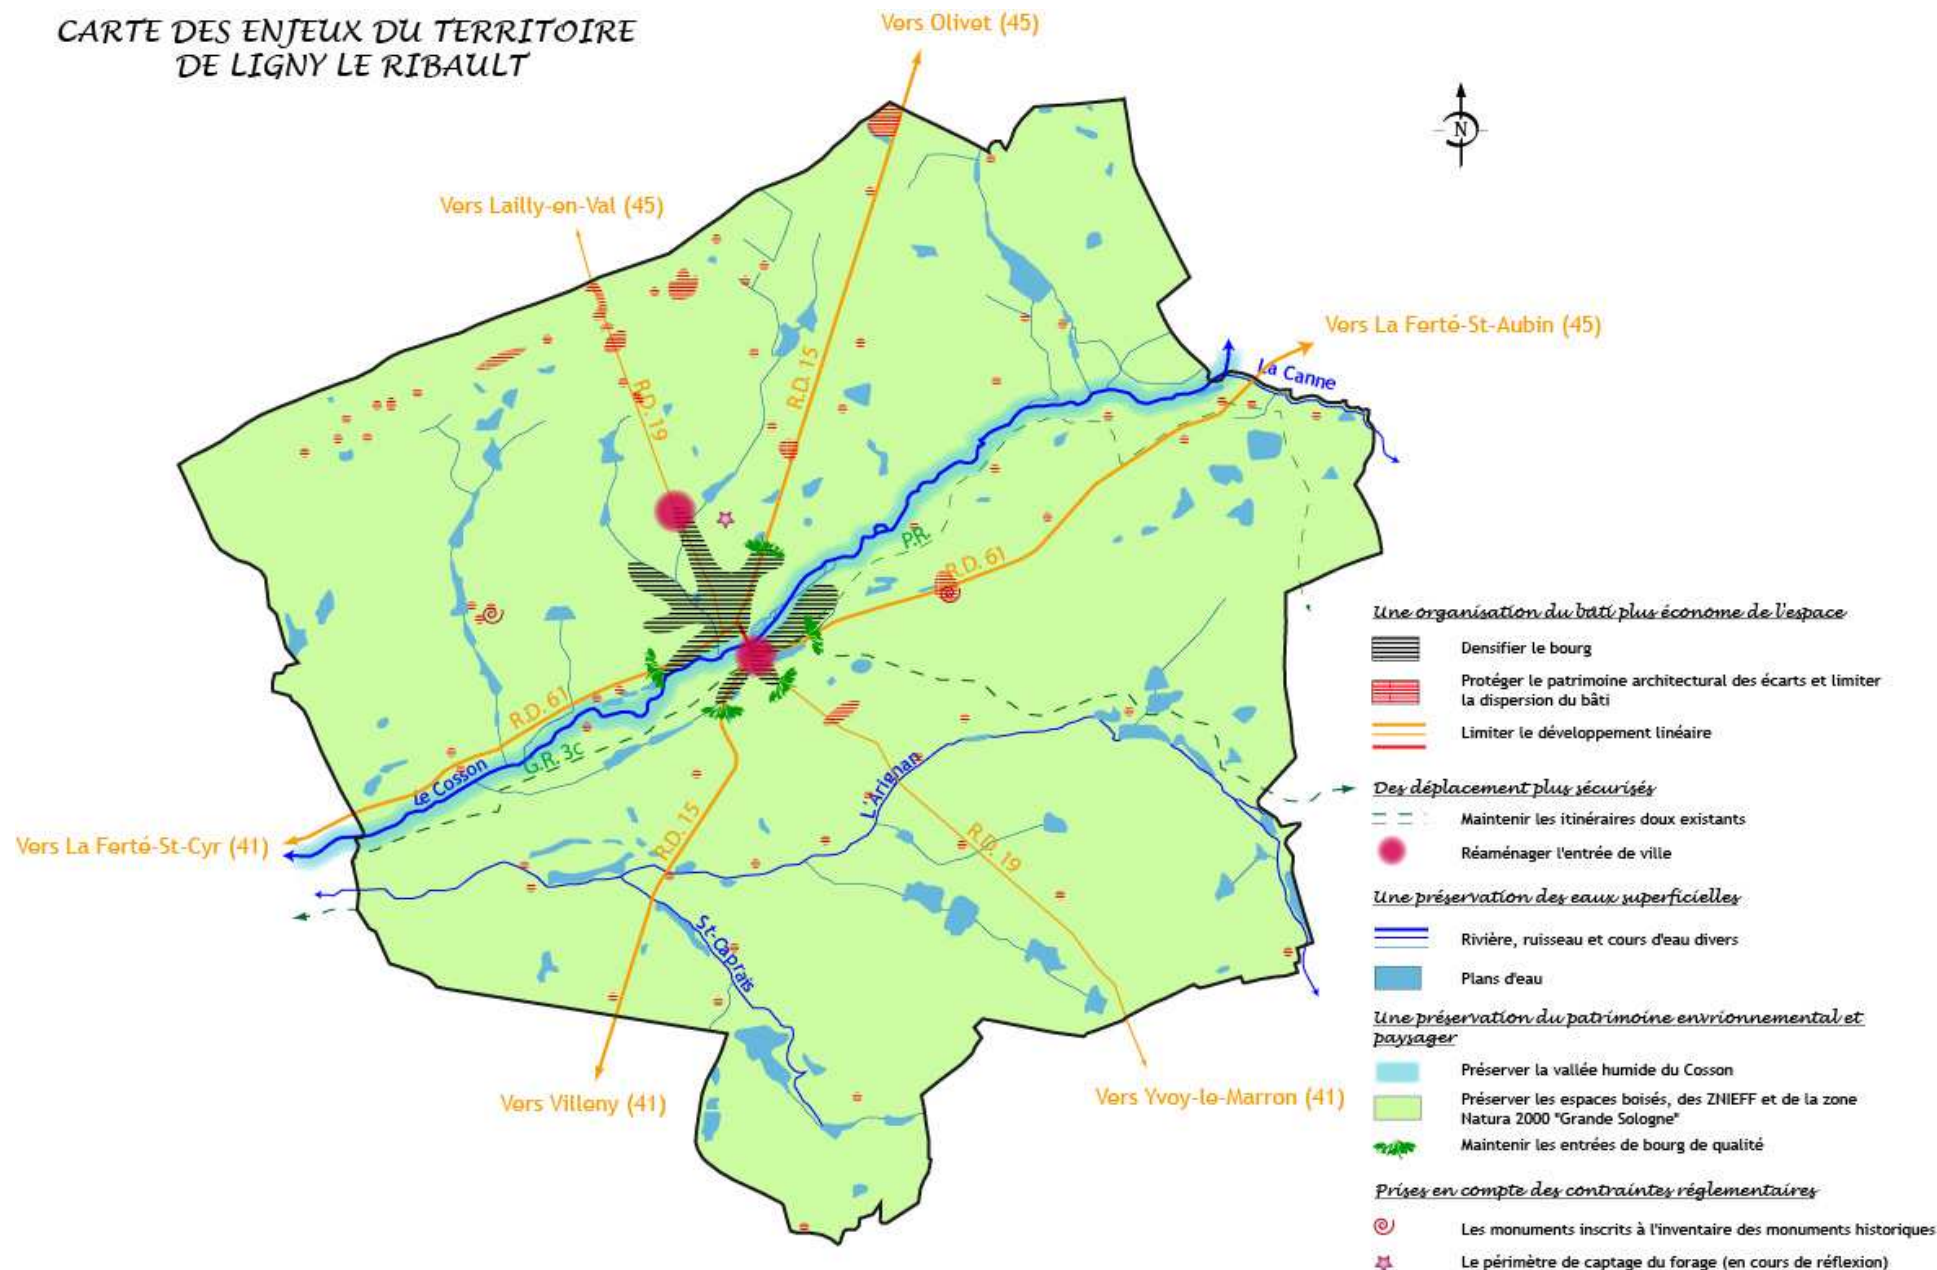 CARTE DES ENJEUX DU TERRITOIRE
DE LIGNY LE RIBAULT
Vers Olivet (45)
N
Vers Lailly-en-Val (45)
Vers La Ferté-St-Aubin (45)
La Canne
R.D. 15
R.D. 19
P.R.
R.D. 61
R.D. 61
G.R. 3c
Le Cosson
L'Arignan
Vers La Ferté-St-Cyr (41)
R.D. 15
R.D. 19
St-Caprais
Vers Villeny (41)
Vers Yvoy-le-Marron (41)
Une organisation du bâti plus économe de l'espace
Densifier le bourg
Protéger le patrimoine architectural des écarts et limiter
la dispersion du bâti
Limiter le développement linéaire
Des déplacement plus sécurisés
Maintenir les itinéraires doux existants
Réaménager l'entrée de ville
Une préservation des eaux superficielles
Rivière, ruisseau et cours d'eau divers
Plans d'eau
Une préservation du patrimoine envrionnemental et
paysager
Préserver la vallée humide du Cosson
Préserver les espaces boisés, des ZNIEFF et de la zone
Natura 2000 "Grande Sologne"
Maintenir les entrées de bourg de qualité
Prises en compte des contraintes réglementaires
Les monuments inscrits à l'inventaire des monuments historiques
Le périmètre de captage du forage (en cours de réflexion)